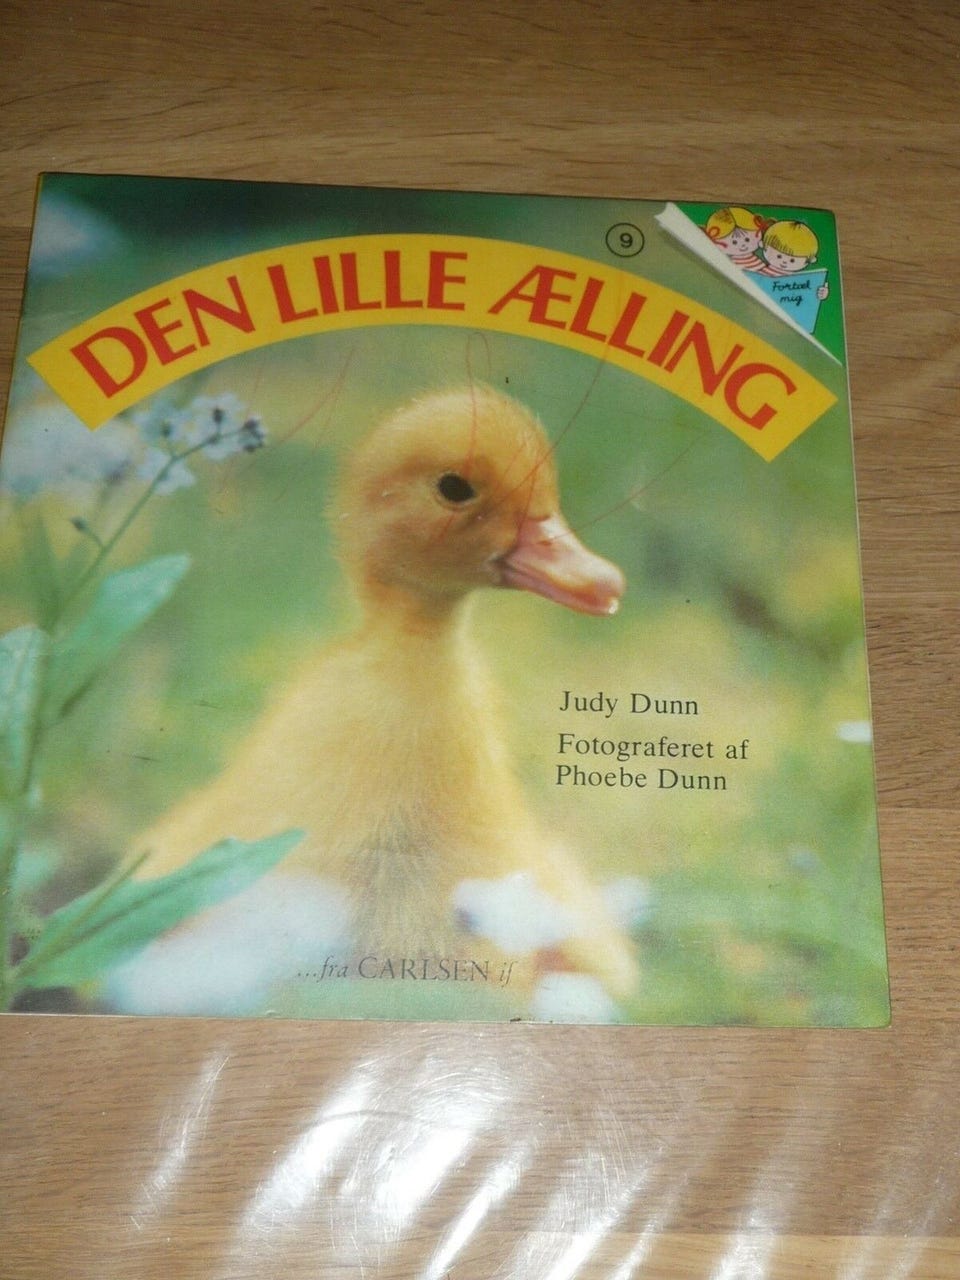 9
Fortæl
mig
DEN LILLE ÆLLING
Judy Dunn
Fotograferet af
Phoebe Dunn
...fra CARLSEN if